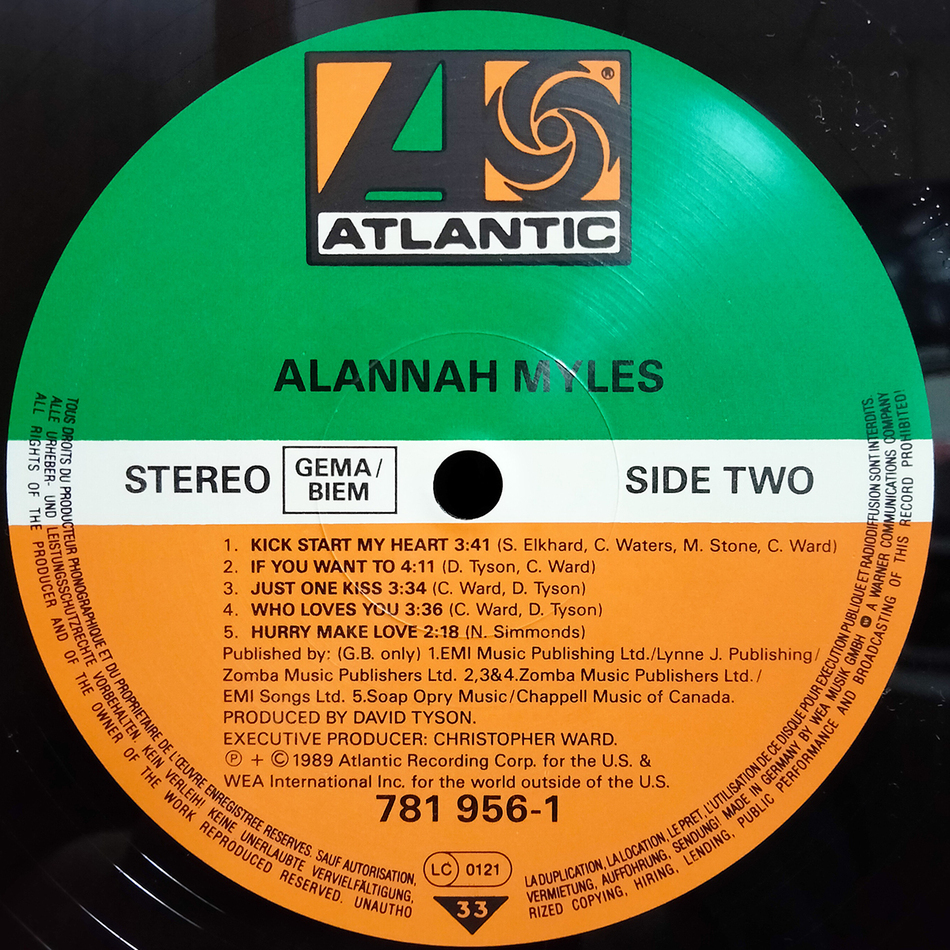 ®
ATLANTIC
ALANNAH MYLES
STEREO
GEMA/
BIEM
SIDE TWO
1. KICK START MY HEART 3:41 (S. Elkhard, C. Waters, M. Stone, C. Ward)
2. IF YOU WANT TO 4:11 (D. Tyson, C. Ward)
3. JUST ONE KISS 3:34 (C. Ward, D. Tyson)
4. WHO LOVES YOU 3:36 (C. Ward, D. Tyson)
5. HURRY MAKE LOVE 2:18 (N. Simmonds)
Published by: (G.B. only) 1.EMI Music Publishing Ltd./Lynne J. Publishing/
Zomba Music Publishers Ltd. 2,3&4.Zomba Music Publishers Ltd./
EMI Songs Ltd. 5.Soap Opry Music/Chappell Music of Canada.
PRODUCED BY DAVID TYSON.
EXECUTIVE PRODUCER: CHRISTOPHER WARD.
℗ + © 1989 Atlantic Recording Corp. for the U.S. &
WEA International Inc. for the world outside of the U.S.
781 956-1
LC 0121
33
TOUS DROITS DU PRODUCTEUR PHONOGRAPHIQUE ET DU PROPRIETAIRE DE L'ŒUVRE ENREGISTREE RESERVES. SAUF AUTORISATION, LA DUPLICATION, LA LOCATION, LE PRET, L'UTILISATION DE CE DISQUE POUR EXECUTION PUBLIQUE ET RADIODIFFUSION SONT INTERDITS.
ALLE URHEBER- UND LEISTUNGSSCHUTZRECHTE VORBEHALTEN. KEIN VERLEIH! KEINE UNERLAUBTE VERVIELFÄLTIGUNG, VERMIETUNG, AUFFÜHRUNG, SENDUNG! MADE IN GERMANY BY WEA MUSIK GMBH A WARNER COMMUNICATIONS COMPANY
ALL RIGHTS OF THE PRODUCER AND OF THE OWNER OF THE WORK REPRODUCED RESERVED. UNAUTHORIZED COPYING, HIRING, LENDING, PUBLIC PERFORMANCE AND BROADCASTING OF THIS RECORD PROHIBITED!